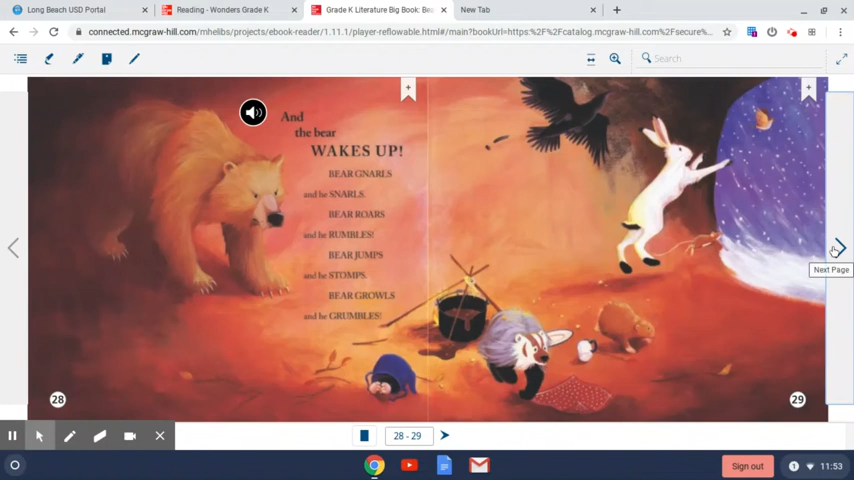 Long Beach USD Portal
Reading - Wonders Grade K
Grade K Literature Big Book: Bea
New Tab
connected.mcgraw-hill.com/mhelibs/projects/ebook-reader/1.11.1/player-reflowable.html#/main?bookUrl=https:%2F%2Fcatalog.mcgraw-hill.com%2Fsecure%...
Search
And
the bear
WAKES UP!
BEAR GNARLS
and he SNARLS.
BEAR ROARS
and he RUMBLES!
BEAR JUMPS
and he STOMPS.
BEAR GROWLS
and he GRUMBLES!
Next Page
28
29
28 - 29
Sign out
1
11:53